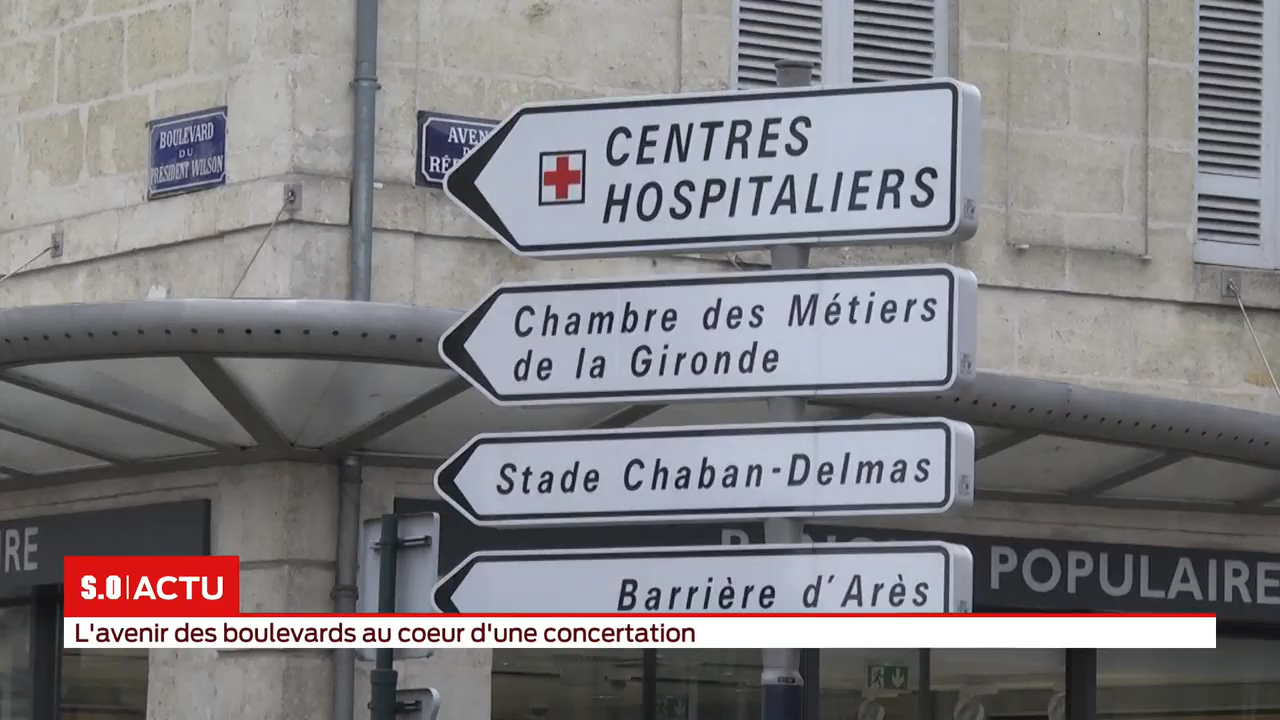 BOULEVARD
DU
PRÉSIDENT WILSON
CENTRES
HOSPITALIERS
Chambre des Métiers
de la Gironde
Stade Chaban-Delmas
Barrière d'Arès
POPULAIRE
S.O ACTU
L'avenir des boulevards au coeur d'une concertation